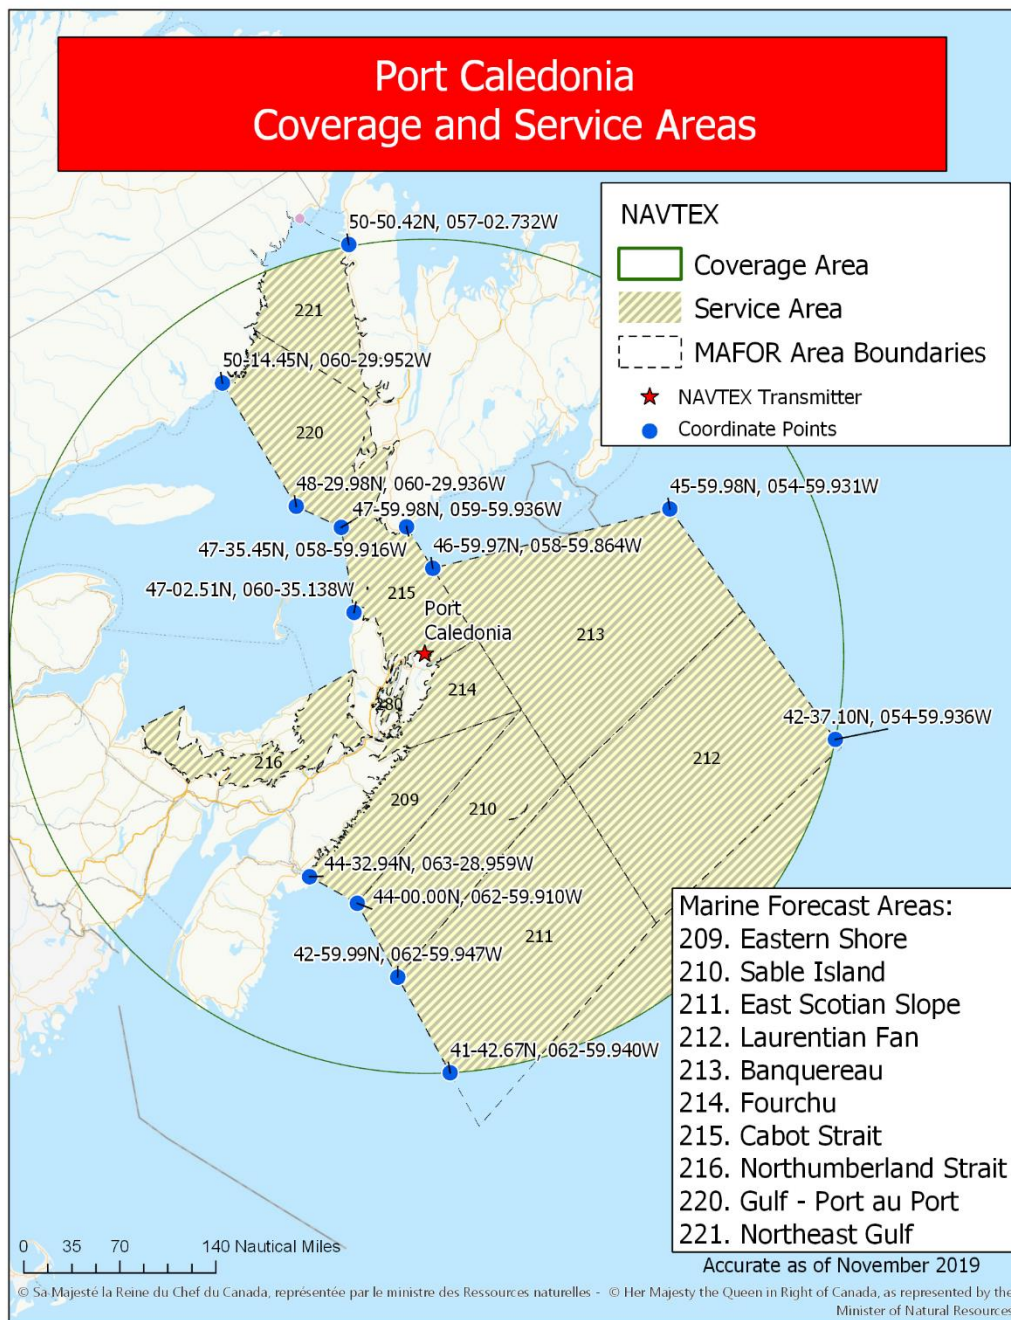 Port Caledonia
Coverage and Service Areas
NAVTEX
Coverage Area
Service Area
MAFOR Area Boundaries
NAVTEX Transmitter
Coordinate Points
50-50.42N, 057-02.732W
221
50-14.45N, 060-29.952W
220
48-29.98N, 060-29.936W
47-59.98N, 059-59.936W
45-59.98N, 054-59.931W
47-35.45N, 058-59.916W
46-59.97N, 058-59.864W
47-02.51N, 060-35.138W
215
Port
Caledonia
213
214
280
42-37.10N, 054-59.936W
216
212
209
210
44-32.94N, 063-28.959W
44-00.00N, 062-59.910W
211
42-59.99N, 062-59.947W
41-42.67N, 062-59.940W
Marine Forecast Areas:
209. Eastern Shore
210. Sable Island
211. East Scotian Slope
212. Laurentian Fan
213. Banquereau
214. Fourchu
215. Cabot Strait
216. Northumberland Strait
220. Gulf - Port au Port
221. Northeast Gulf
0 35 70 140 Nautical Miles
Accurate as of November 2019
© Sa Majesté la Reine du Chef du Canada, représentée par le ministre des Ressources naturelles - © Her Majesty the Queen in Right of Canada, as represented by the
Minister of Natural Resources